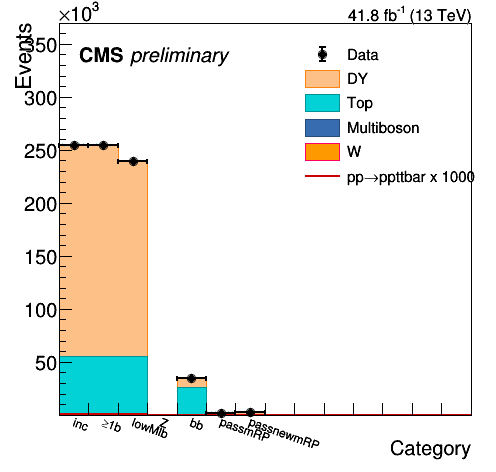 ×10³
41.8 fb⁻¹ (13 TeV)
Events
CMS preliminary
Data
DY
Top
Multiboson
W
pp→ppttbar x 1000
350
300
250
200
150
100
50
inc
≥1b
lowMlb
Z
bb
passmRP
passnewmRP
Category